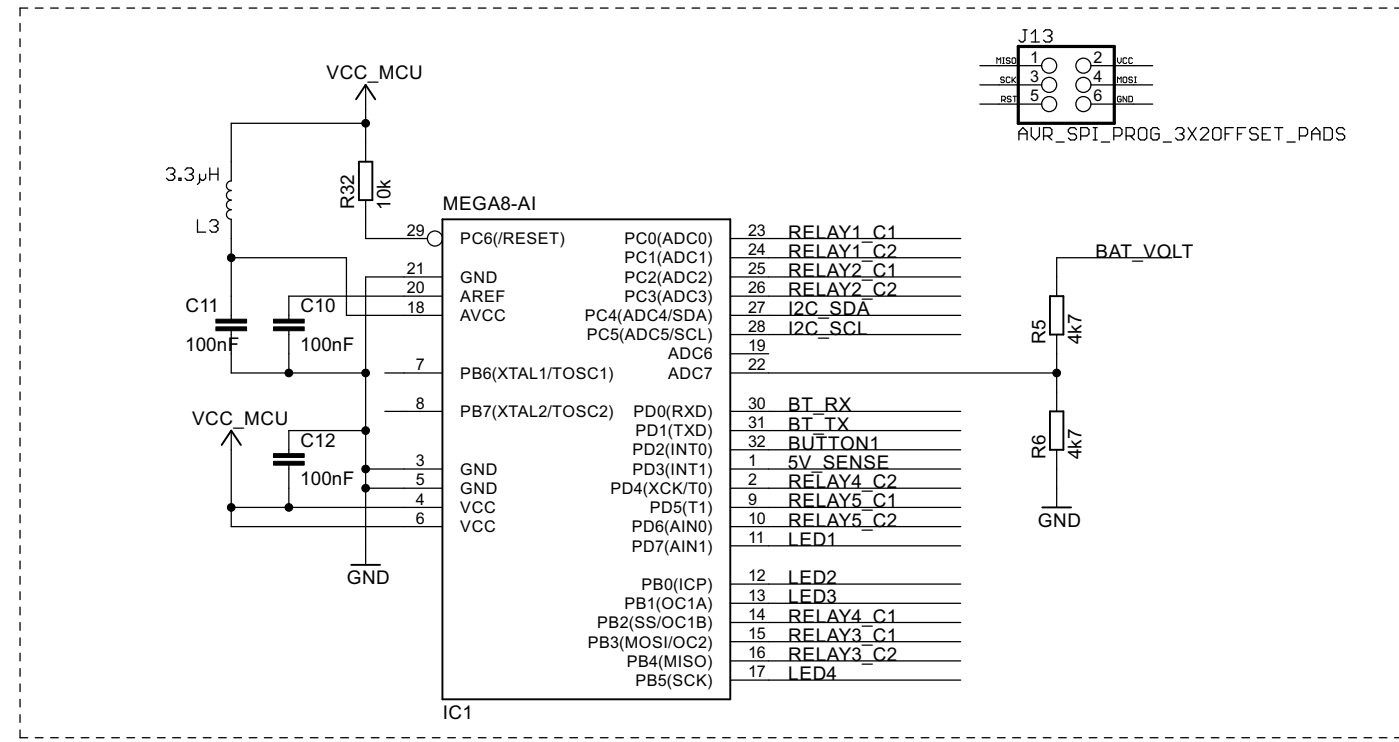 J13
MISO 1 2 VCC
SCK 3 4 MOSI
RST 5 6 GND
AVR_SPI_PROG_3X2OFFSET_PADS
VCC_MCU
3.3µH
L3
R32
10k
MEGA8-AI
29 PC6(/RESET)
21 GND
20 AREF
18 AVCC
7 PB6(XTAL1/TOSC1)
8 PB7(XTAL2/TOSC2)
3 GND
5 GND
4 VCC
6 VCC
C11
100nF
C10
100nF
VCC_MCU
C12
100nF
GND
PC0(ADC0) 23 RELAY1_C1
PC1(ADC1) 24 RELAY1_C2
PC2(ADC2) 25 RELAY2_C1
PC3(ADC3) 26 RELAY2_C2
PC4(ADC4/SDA) 27 I2C_SDA
PC5(ADC5/SCL) 28 I2C_SCL
ADC6 19
ADC7 22
PD0(RXD) 30 BT_RX
PD1(TXD) 31 BT_TX
PD2(INT0) 32 BUTTON1
PD3(INT1) 1 5V_SENSE
PD4(XCK/T0) 2 RELAY4_C2
PD5(T1) 9 RELAY5_C1
PD6(AIN0) 10 RELAY5_C2
PD7(AIN1) 11 LED1
PB0(ICP) 12 LED2
PB1(OC1A) 13 LED3
PB2(SS/OC1B) 14 RELAY4_C1
PB3(MOSI/OC2) 15 RELAY3_C1
PB4(MISO) 16 RELAY3_C2
PB5(SCK) 17 LED4
IC1
BAT_VOLT
R5
4k7
R6
4k7
GND